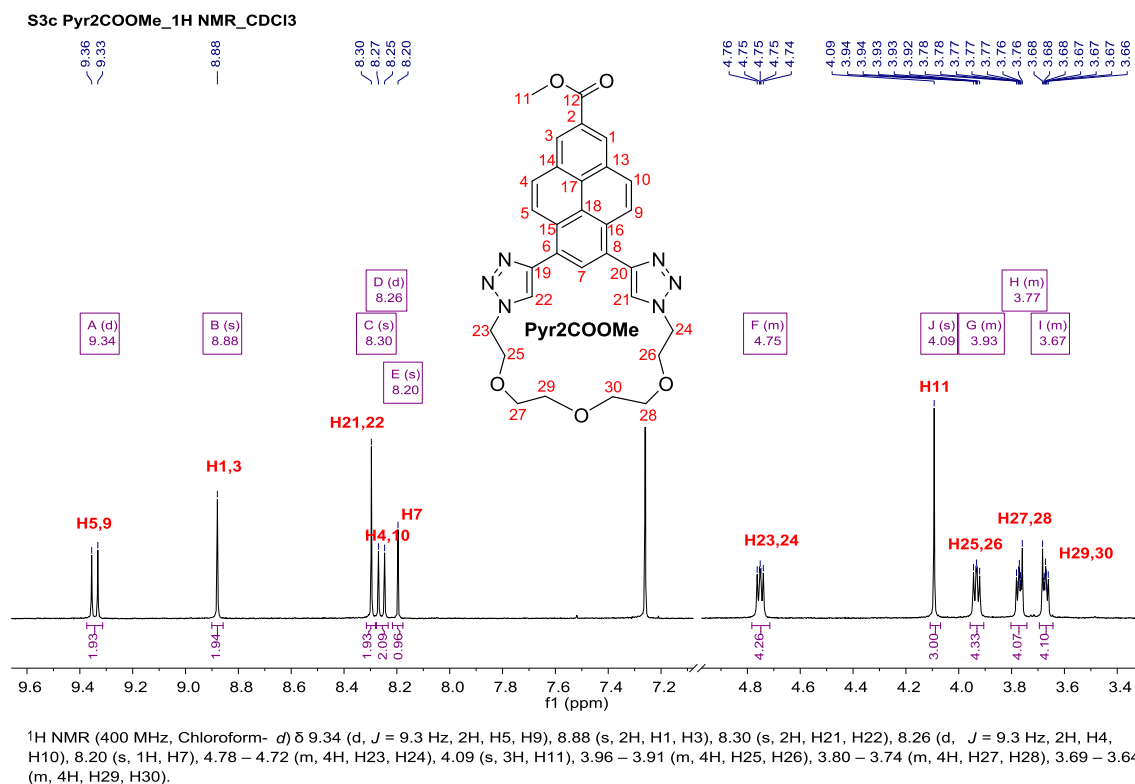 S3c Pyr2COOMe_1H NMR_CDCl3
9.36 9.33 8.88 8.30 8.27 8.25 8.20 4.76 4.75 4.75 4.75 4.74 4.09 3.94 3.94 3.93 3.93 3.92 3.78 3.78 3.77 3.77 3.77 3.76 3.76 3.68 3.68 3.68 3.67 3.67 3.67 3.66
O
11 O 12
2
3 1
14 13
4 17 10
5 18 9
15 16
6 8
N N N 19 7 20 N N N
22 21
23 Pyr2COOMe 24
25 26
O 29 30 O
27 O 28
D (d)
8.26
H (m)
3.77
A (d)
9.34
B (s)
8.88
C (s)
8.30
F (m)
4.75
J (s)
4.09
G (m)
3.93
I (m)
3.67
E (s)
8.20
H11
H21,22
H1,3
H5,9
H7
H4,10
H23,24
H25,26
H27,28
H29,30
1.93 1.94 1.93 2.09 0.96 4.26 3.00 4.33 4.07 4.10
9.6 9.4 9.2 9.0 8.8 8.6 8.4 8.2 8.0 7.8 7.6 7.4 7.2 4.8 4.6 4.4 4.2 4.0 3.8 3.6 3.4
f1 (ppm)
¹H NMR (400 MHz, Chloroform- d) δ 9.34 (d, J = 9.3 Hz, 2H, H5, H9), 8.88 (s, 2H, H1, H3), 8.30 (s, 2H, H21, H22), 8.26 (d, J = 9.3 Hz, 2H, H4,
H10), 8.20 (s, 1H, H7), 4.78 – 4.72 (m, 4H, H23, H24), 4.09 (s, 3H, H11), 3.96 – 3.91 (m, 4H, H25, H26), 3.80 – 3.74 (m, 4H, H27, H28), 3.69 – 3.64
(m, 4H, H29, H30).